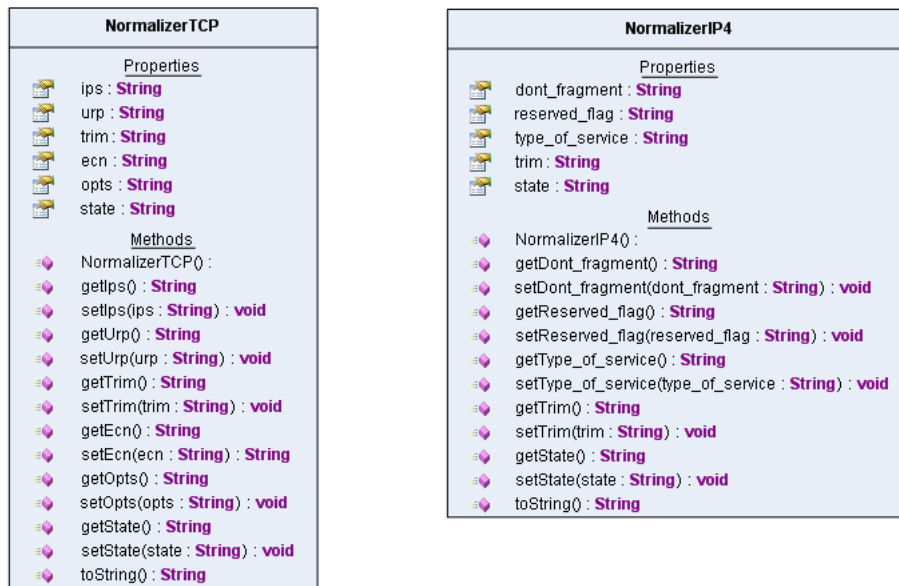 NormalizerTCP
Properties
ips : String
urp : String
trim : String
ecn : String
opts : String
state : String
Methods
NormalizerTCP() :
getIps() : String
setIps(ips : String) : void
getUrp() : String
setUrp(urp : String) : void
getTrim() : String
setTrim(trim : String) : void
getEcn() : String
setEcn(ecn : String) : String
getOpts() : String
setOpts(opts : String) : void
getState() : String
setState(state : String) : void
toString() : String
NormalizerIP4
Properties
dont_fragment : String
reserved_flag : String
type_of_service : String
trim : String
state : String
Methods
NormalizerIP4() :
getDont_fragment() : String
setDont_fragment(dont_fragment : String) : void
getReserved_flag() : String
setReserved_flag(reserved_flag : String) : void
getType_of_service() : String
setType_of_service(type_of_service : String) : void
getTrim() : String
setTrim(trim : String) : void
getState() : String
setState(state : String) : void
toString() : String